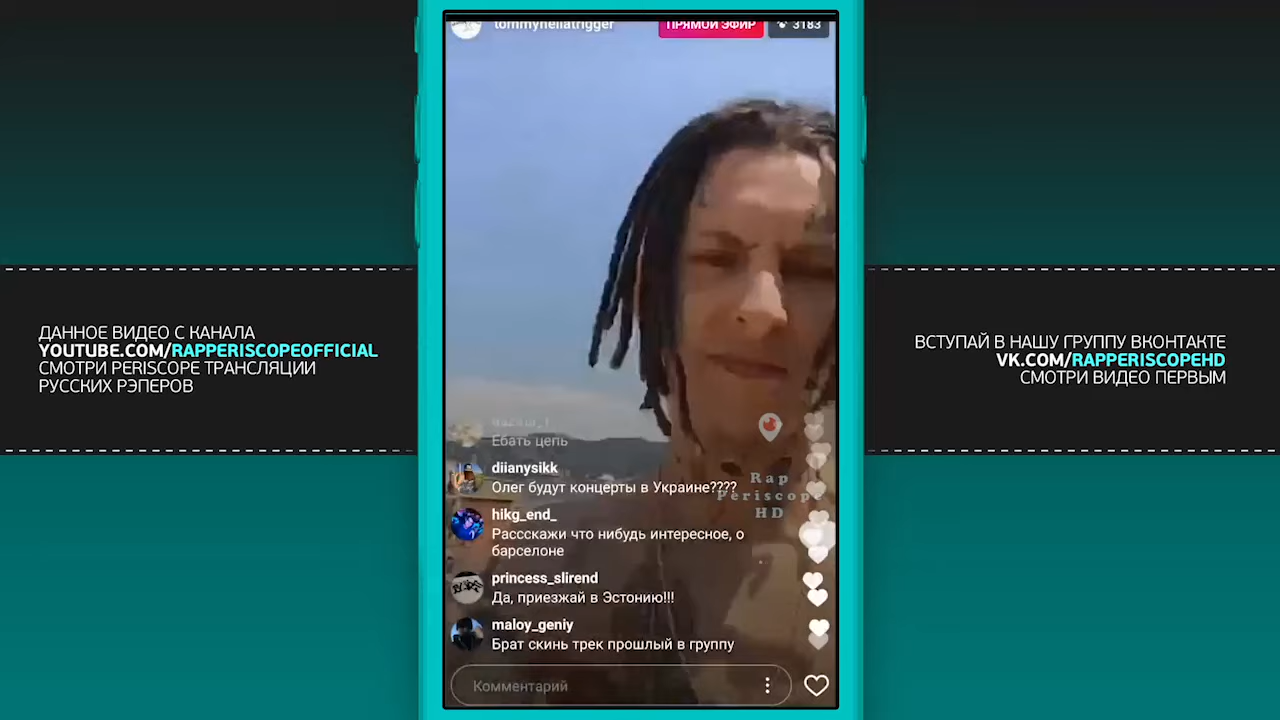 tommyhellatrigger
ПРЯМОЙ ЭФИР
3183
ДАННОЕ ВИДЕО С КАНАЛА
YOUTUBE.COM/RAPPERISCOPEOFFICIAL
СМОТРИ PERISCOPE ТРАНСЛЯЦИИ
РУССКИХ РЭПЕРОВ
ВСТУПАЙ В НАШУ ГРУППУ ВКОНТАКТЕ
VK.COM/RAPPERISCOPEHD
СМОТРИ ВИДЕО ПЕРВЫМ
Ебать цепь
diianysikk
Олег будут концерты в Украине????
Rap
Periscope
HD
hikg_end_
Рассскажи что нибудь интересное, о
барселоне
princess_slirend
Да, приезжай в Эстонию!!!
maloy_geniy
Брат скинь трек прошлый в группу
Комментарий